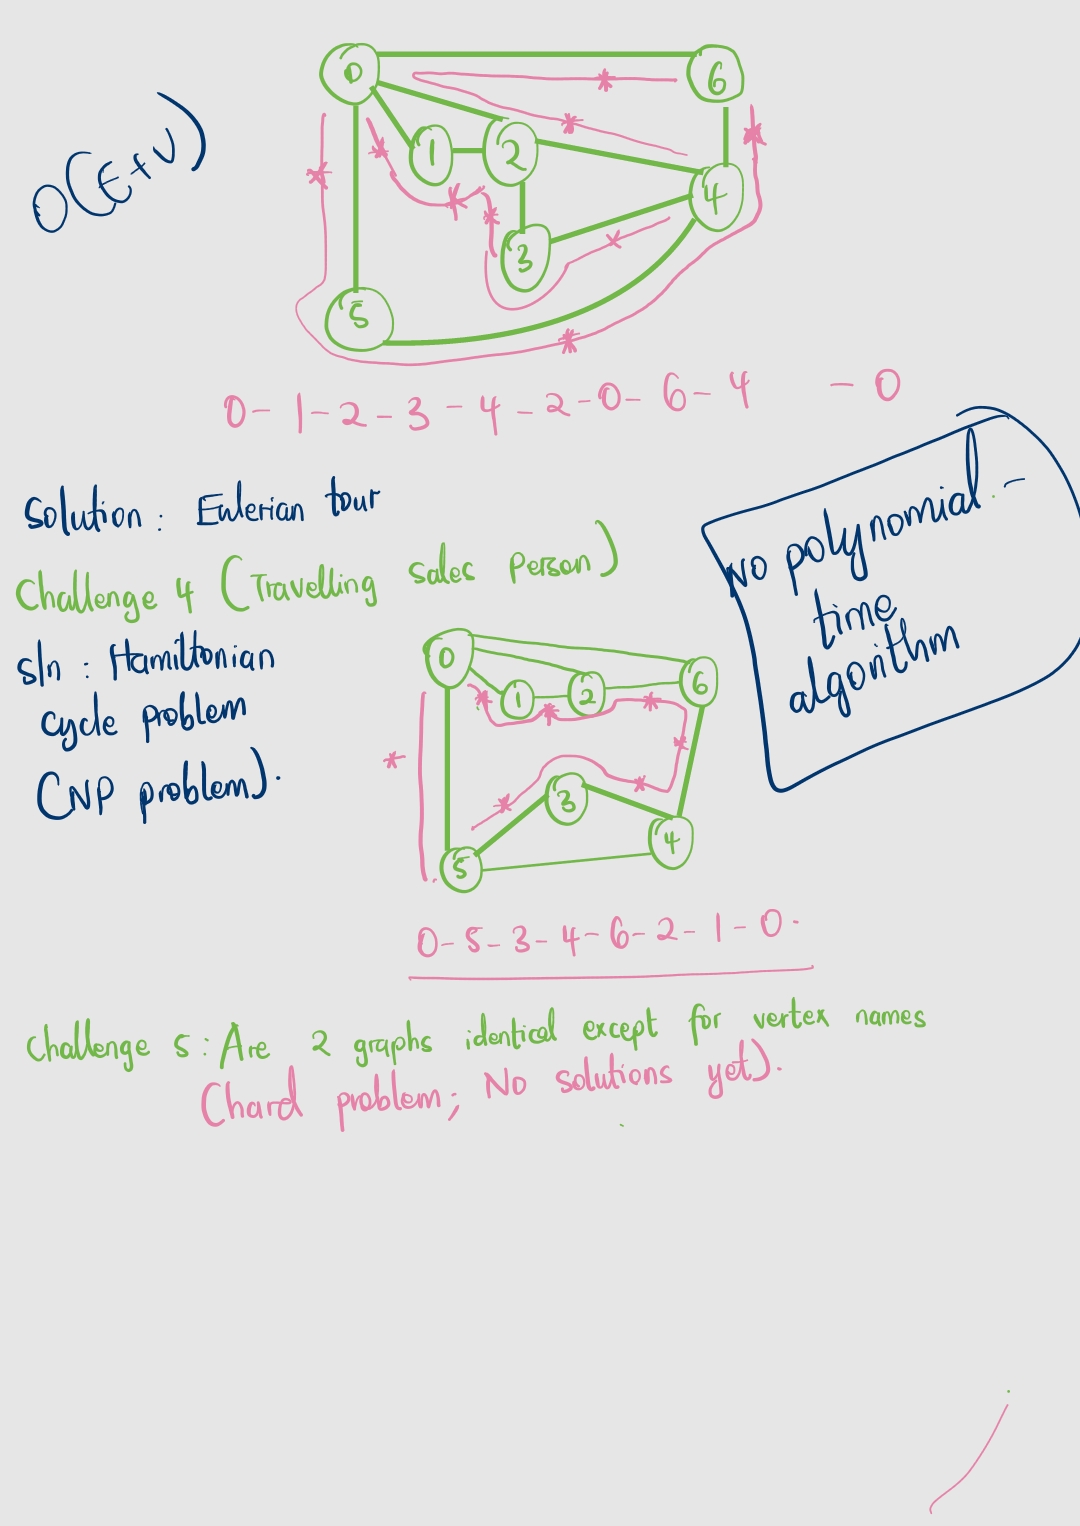 0
6
O(E+V)
1
2
4
3
5
0 - 1 - 2 - 3 - 4 - 2 - 0 - 6 - 4 - 0
Solution : Eulerian tour
Challenge 4 (Travelling sales person)
No polynomial -
time
algorithm
sln : Hamiltonian
cycle problem
(NP problem).
0
1
2
6
3
4
5
0 - 5 - 3 - 4 - 6 - 2 - 1 - 0.
Challenge 5 : Are 2 graphs identical except for vertex names
(hard problem; No solutions yet).